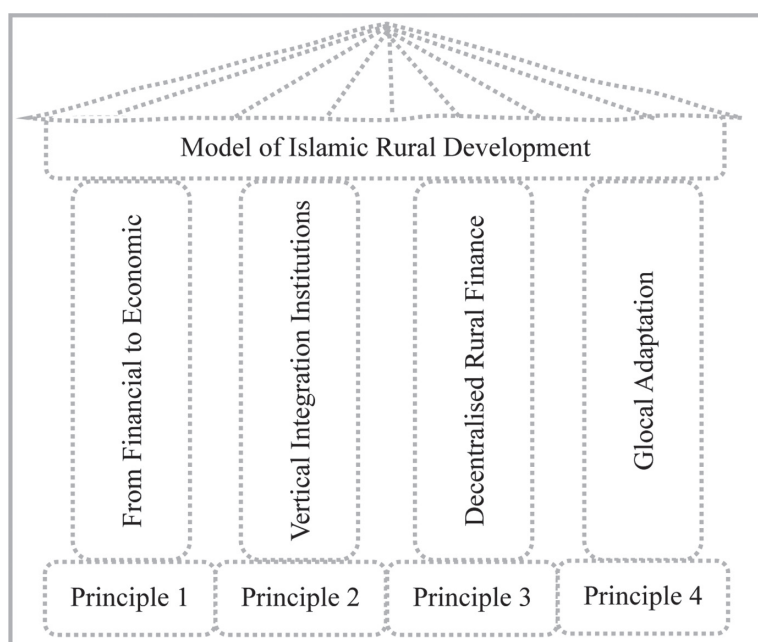 Model of Islamic Rural Development
From Financial to Economic
Vertical Integration Institutions
Decentralised Rural Finance
Glocal Adaptation
Principle 1
Principle 2
Principle 3
Principle 4